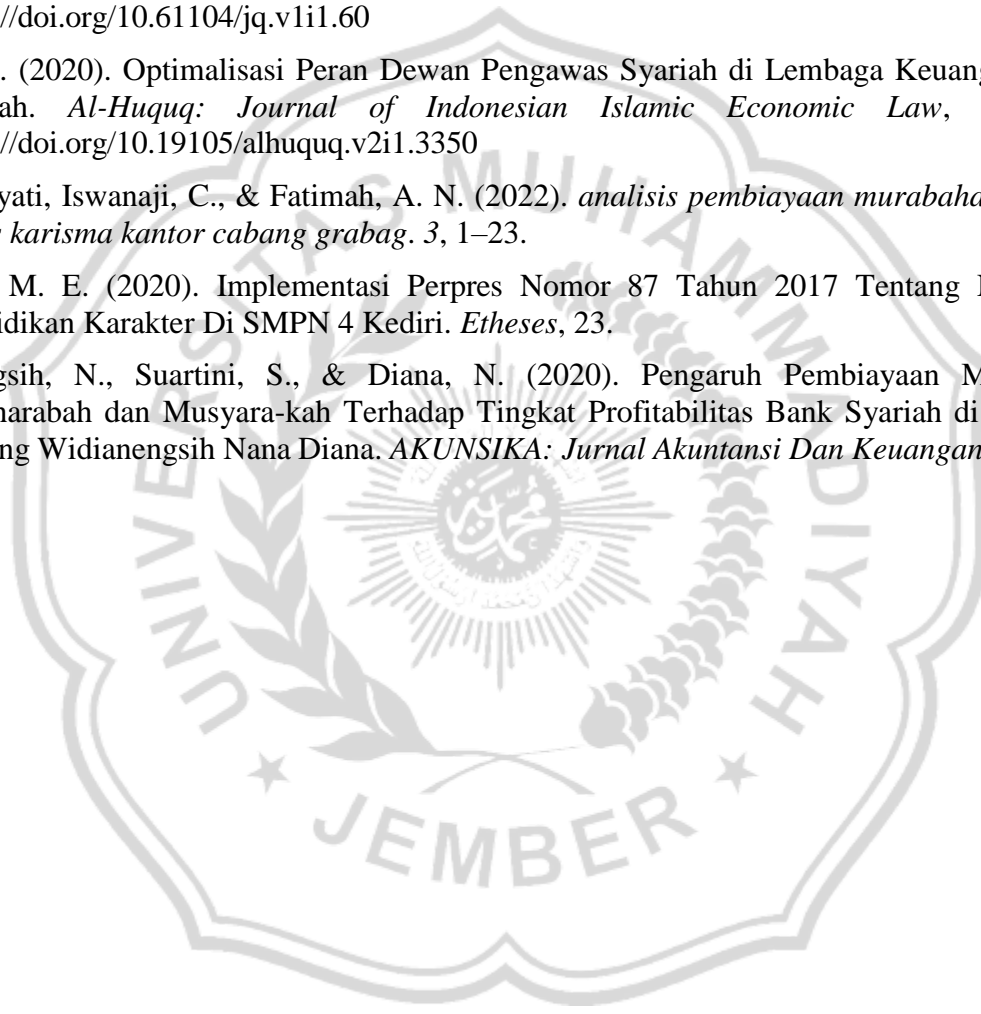 ://doi.org/10.61104/jq.v1i1.60
. (2020). Optimalisasi Peran Dewan Pengawas Syariah di Lembaga Keuang
ah. Al-Huquq: Journal of Indonesian Islamic Economic Law,
://doi.org/10.19105/alhuquq.v2i1.3350
yati, Iswanaji, C., & Fatimah, A. N. (2022). analisis pembiayaan murabaha
karisma kantor cabang grabag. 3, 1–23.
M. E. (2020). Implementasi Perpres Nomor 87 Tahun 2017 Tentang
idikan Karakter Di SMPN 4 Kediri. Etheses, 23.
gsih, N., Suartini, S., & Diana, N. (2020). Pengaruh Pembiayaan M
harabah dan Musyara-kah Terhadap Tingkat Profitabilitas Bank Syariah di
ng Widianengsih Nana Diana. AKUNSIKA: Jurnal Akuntansi Dan Keuangan
UNIVERSITAS MUHAMMADIYAH
JEMBER